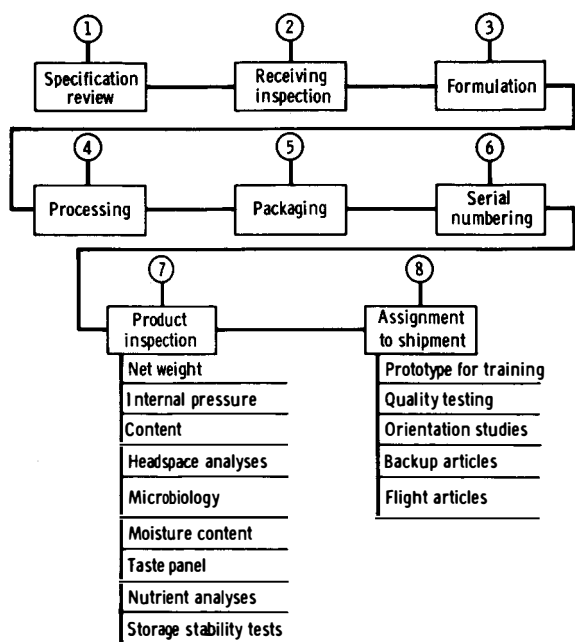 1
2
3
Specification
review
Receiving
inspection
Formulation
4
5
6
Processing
Packaging
Serial
numbering
7
8
Product
inspection
Assignment
to shipment
Net weight
Internal pressure
Content
Headspace analyses
Microbiology
Moisture content
Taste panel
Nutrient analyses
Storage stability tests
Prototype for training
Quality testing
Orientation studies
Backup articles
Flight articles